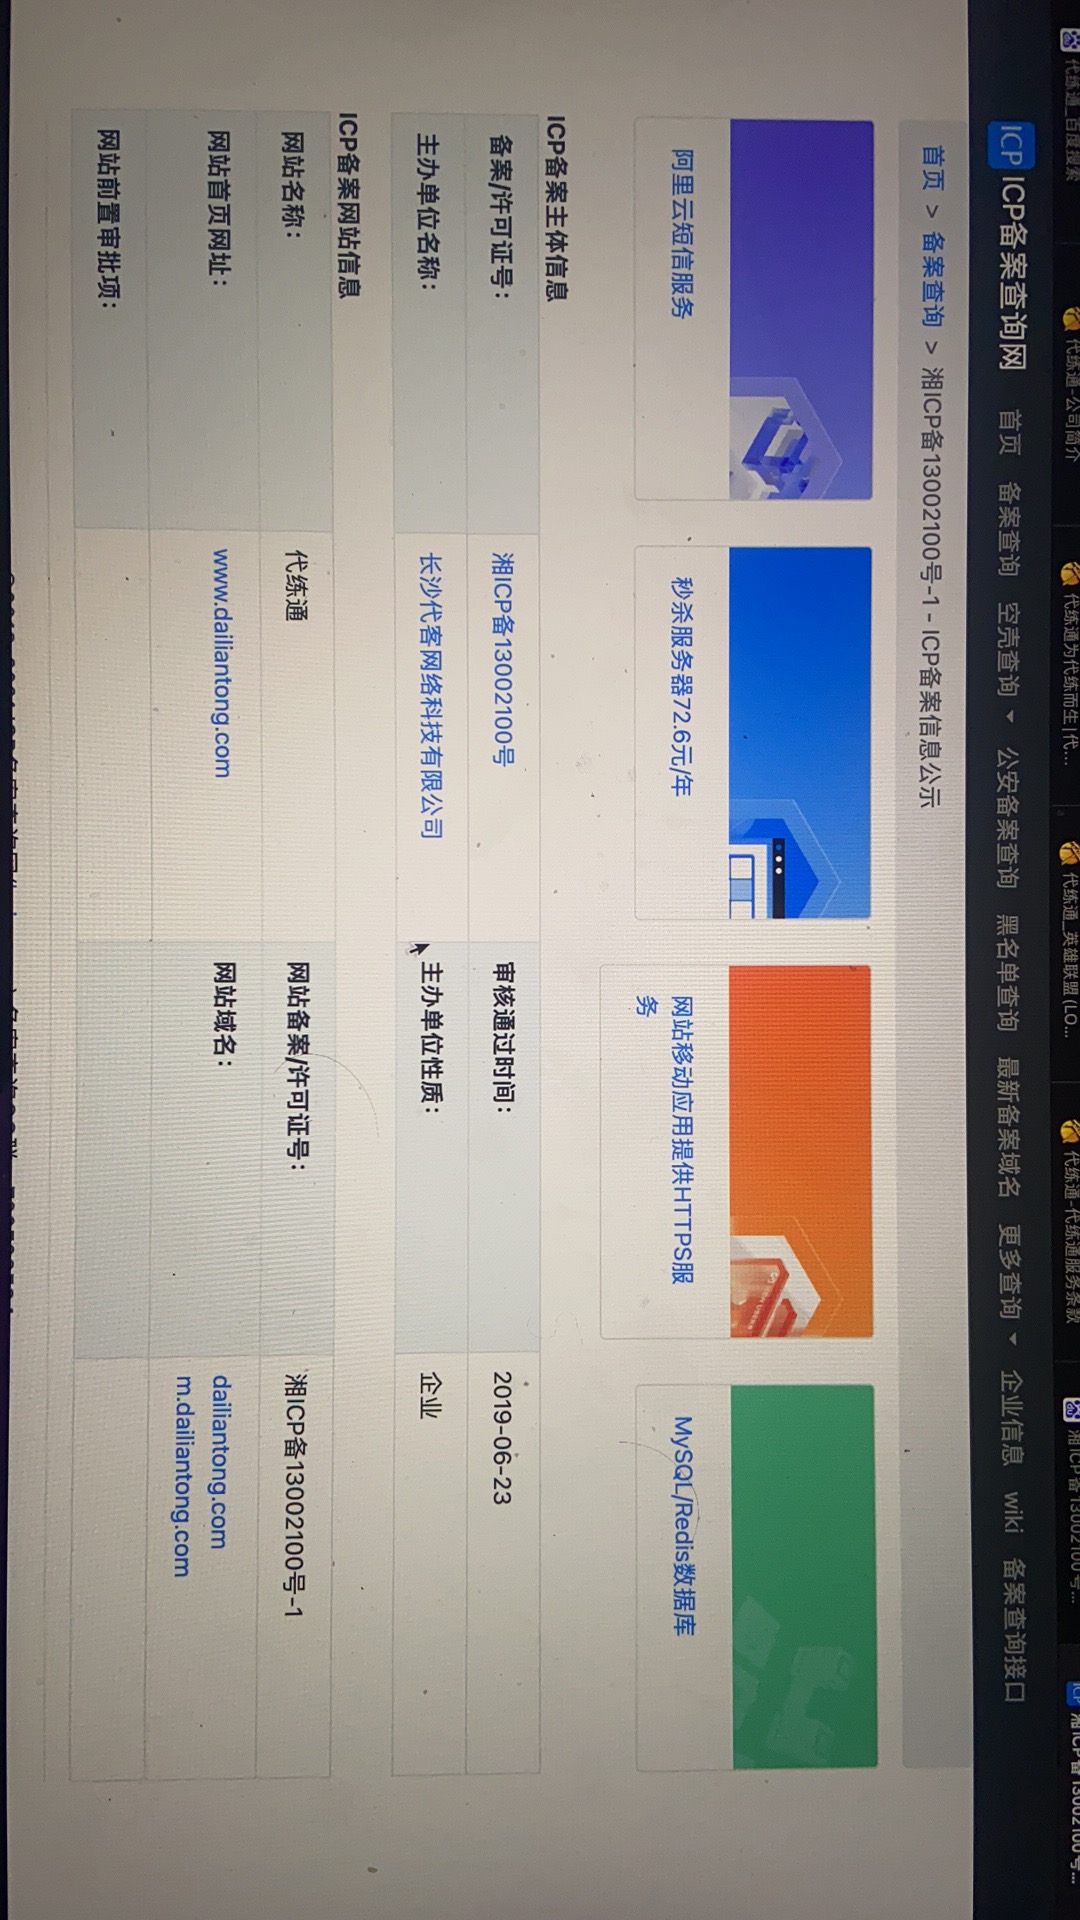 代练通_百度搜索
代练通-公司简介
代练通为代练而生|代...
代练通_英雄联盟(LO...
代练通-代练通服务条款
湘ICP备13002100号...
湘ICP备13002100号...
ICP ICP备案查询网 首页 备案查询 空壳查询 公安备案查询 黑名单查询 最新备案域名 更多查询 企业信息 wiki 备案查询接口
首页 > 备案查询 > 湘ICP备13002100号-1 - ICP备案信息公示
阿里云短信服务
秒杀服务器72.6元/年
网站移动应用提供HTTPS服
务
MySQL/Redis数据库
ICP备案主体信息
备案/许可证号： 湘ICP备13002100号 审核通过时间： 2019-06-23
主办单位名称： 长沙代客网络科技有限公司 主办单位性质： 企业
ICP备案网站信息
网站名称： 代练通 网站备案/许可证号： 湘ICP备13002100号-1
网站首页网址： www.dailiantong.com 网站域名： dailiantong.com
m.dailiantong.com
网站前置审批项：